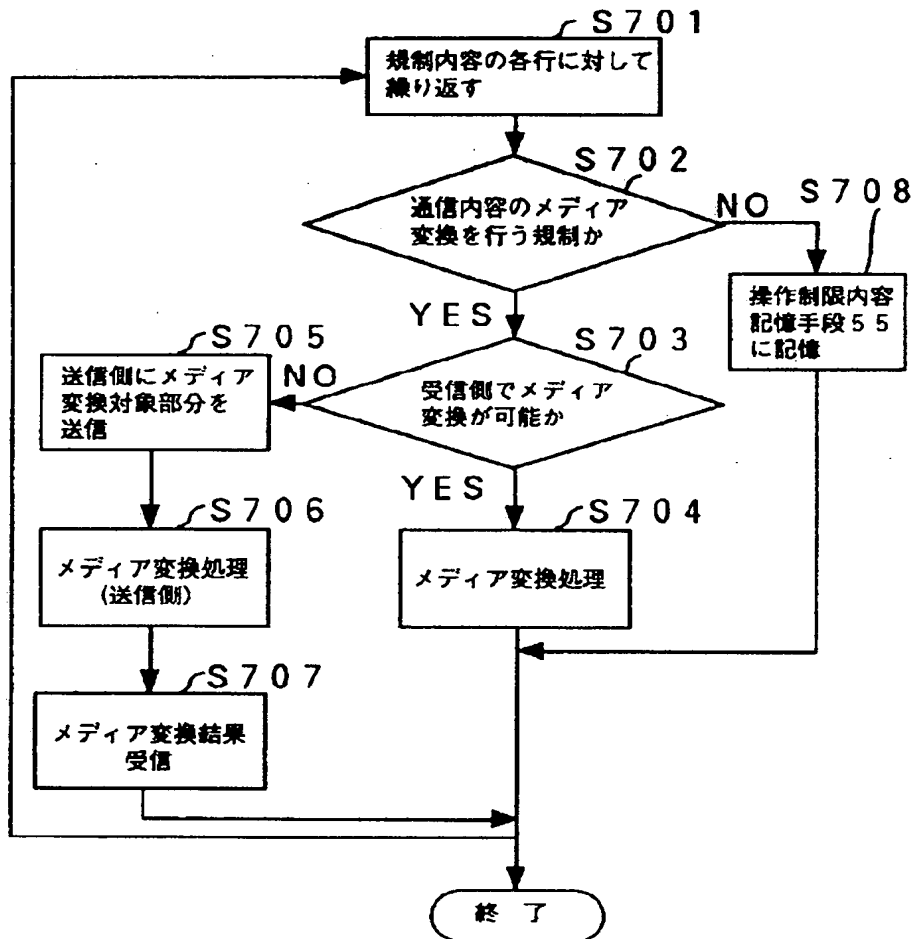 S701
規制内容の各行に対して
繰り返す
S702
通信内容のメディア
変換を行う規制か
NO
S708
操作制限内容
記憶手段55
に記憶
YES
S703
受信側でメディア
変換が可能か
NO
S705
送信側にメディア
変換対象部分を
送信
YES
S704
メディア変換処理
S706
メディア変換処理
(送信側)
S707
メディア変換結果
受信
終了